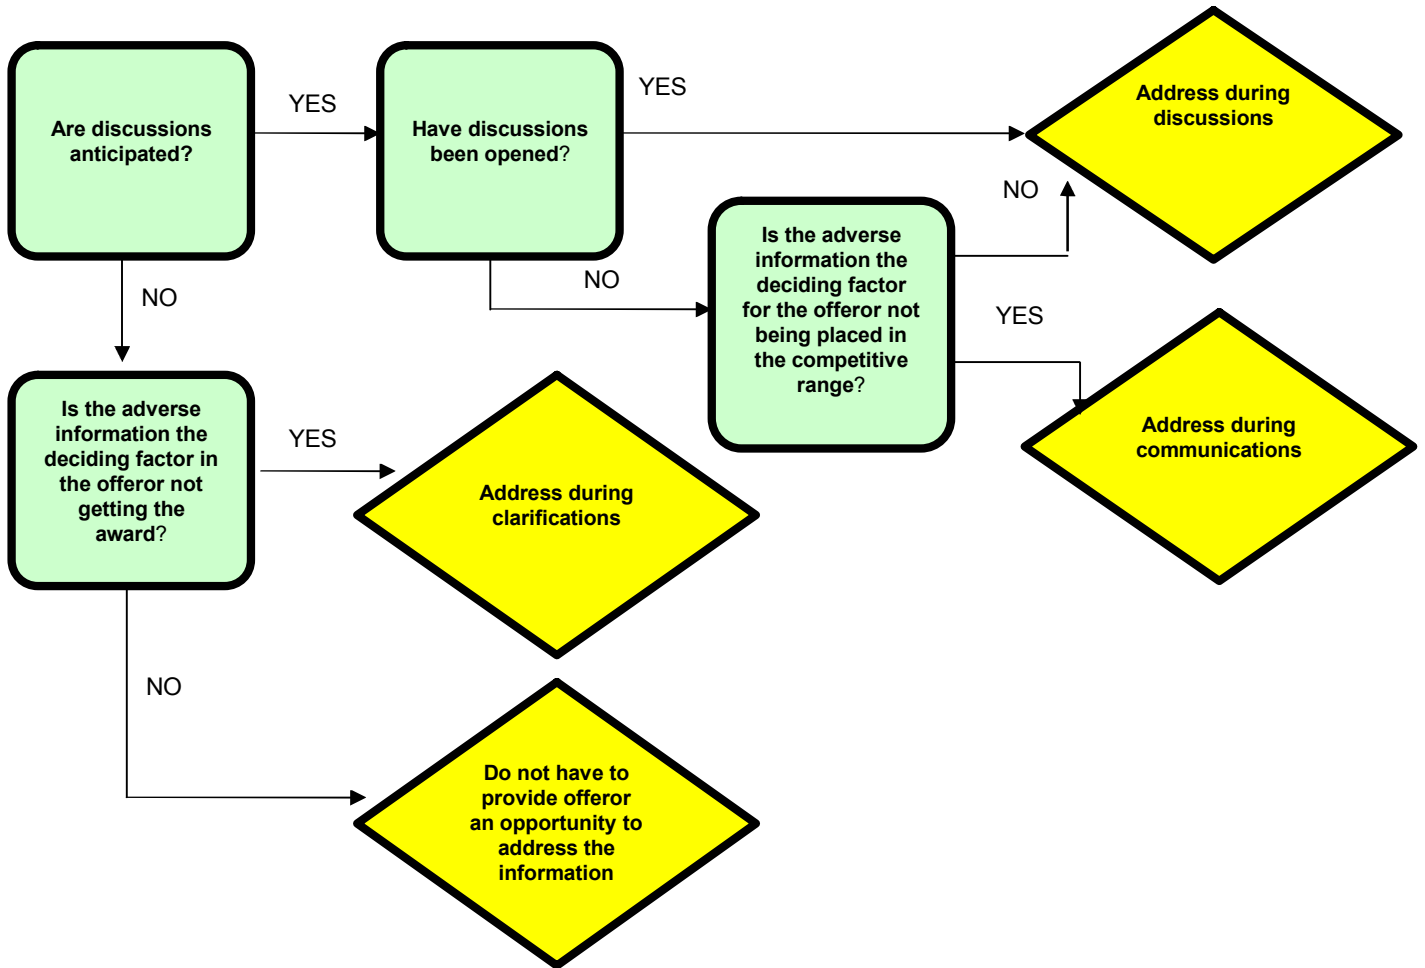 Are discussions
anticipated?
YES
Have discussions
been opened?
YES
Address during
discussions
NO
Is the adverse
information the
deciding factor
for the offeror not
being placed in
the competitive
range?
NO
YES
Address during
communications
NO
Is the adverse
information the
deciding factor in
the offeror not
getting the
award?
YES
Address during
clarifications
NO
Do not have to
provide offeror
an opportunity to
address the
information